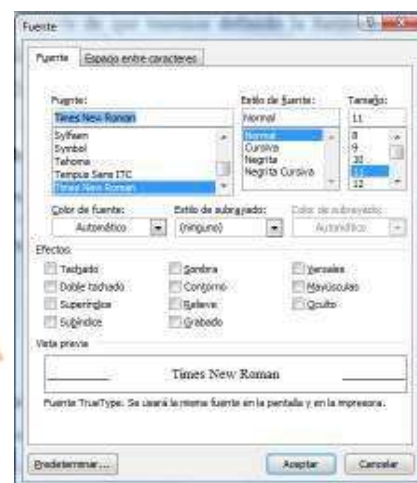 Fuente
Fuente Espacio entre caracteres
Fuente: Estilo de fuente: Tamaño:
Times New Roman Normal 11
Sylfaen Normal 8
Symbol Cursiva 9
Tahoma Negrita 10
Tempus Sans ITC Negrita Cursiva 11
Times New Roman 12
Color de fuente: Estilo de subrayado: Color de subrayado:
Automático (ninguno) Automático
Efectos
Tachado Sombra Versales
Doble tachado Contorno Mayúsculas
Superíndice Relieve Oculto
Subíndice Grabado
Vista previa
Times New Roman
Fuente TrueType. Se usará la misma fuente en la pantalla y en la impresora.
Predeterminar... Aceptar Cancelar